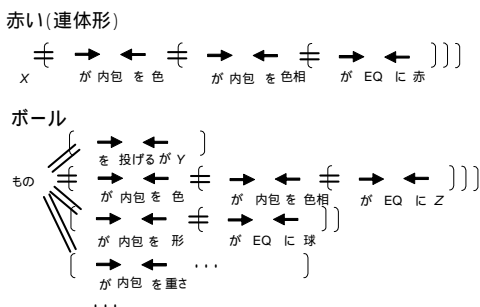 赤い(連体形)
X が 内包 を 色 が 内包 を 色相 が EQ に 赤
ボール
を 投げる が Y
もの が 内包 を 色 が 内包 を 色相 が EQ に Z
が 内包 を 形 が EQ に 球
が 内包 を 重さ ・・・
・・・